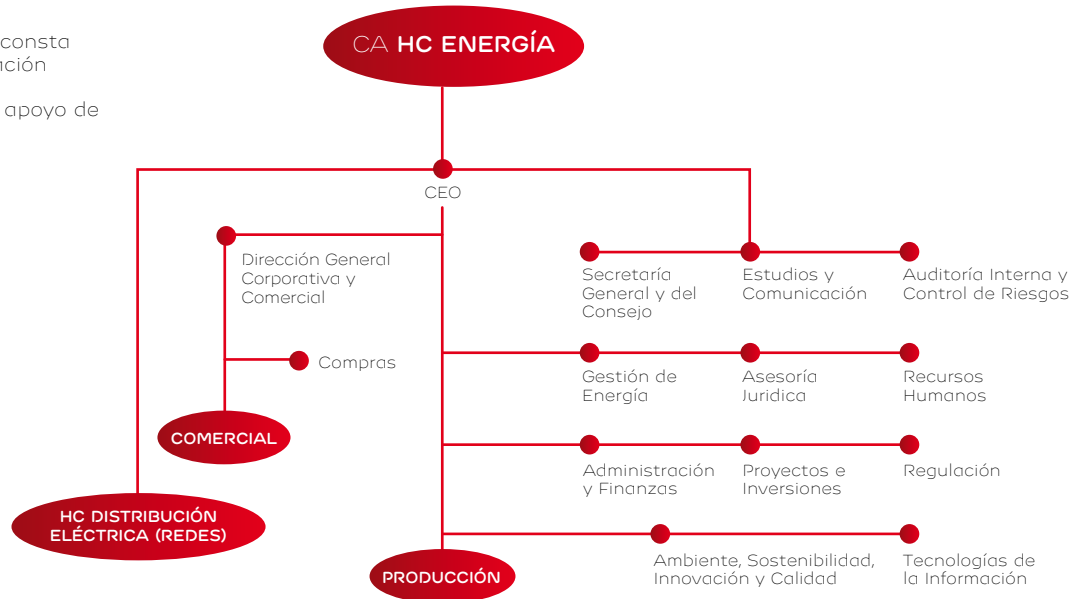 consta
ación
apoyo de
CA HC ENERGÍA
CEO
Dirección General
Corporativa y
Comercial
Compras
COMERCIAL
HC DISTRIBUCIÓN
ELÉCTRICA (REDES)
PRODUCCIÓN
Secretaría
General y del
Consejo
Estudios y
Comunicación
Auditoría Interna y
Control de Riesgos
Gestión de
Energía
Asesoría
Juridica
Recursos
Humanos
Administración
y Finanzas
Proyectos e
Inversiones
Regulación
Ambiente, Sostenibilidad,
Innovación y Calidad
Tecnologías de
la Información